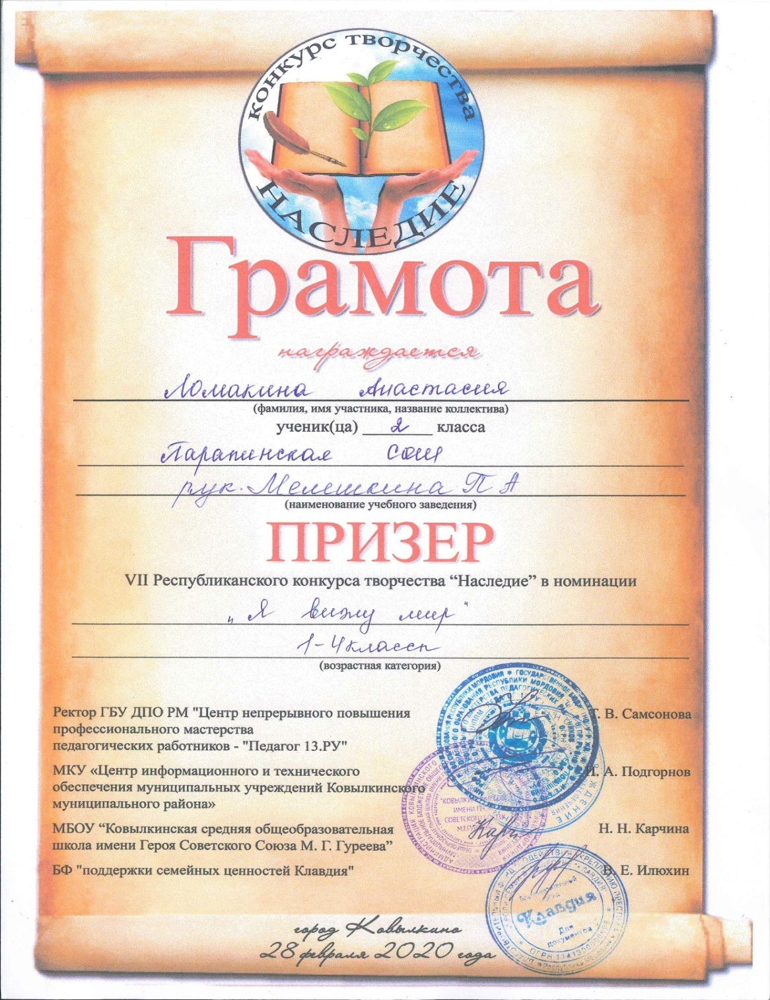 конкурс творчества
НАСЛЕДИЕ
Грамота
награждается
Ломакина Анастасия
(фамилия, имя участника, название коллектива)
ученик(ца) 2 класса
Парапинская СОШ
рук. Мелешкина П А
(наименование учебного заведения)
ПРИЗЕР
VII Республиканского конкурса творчества “Наследие” в номинации
„Я вижу мир"
1-4 классы
(возрастная категория)
Ректор ГБУ ДПО РМ "Центр непрерывного повышения
профессионального мастерства
педагогических работников - "Педагог 13.РУ"
Т. В. Самсонова
МКУ «Центр информационного и технического
обеспечения муниципальных учреждений Ковылкинского
муниципального района»
И. А. Подгорнов
МБОУ “Ковылкинская средняя общеобразовательная
школа имени Героя Советского Союза М. Г. Гуреева”
Н. Н. Карчина
БФ "поддержки семейных ценностей Клавдия"
В. Е. Илюхин
Благотворительный
фонд
Клавдия
Для
документов
город Ковылкино
28 февраля 2020 года